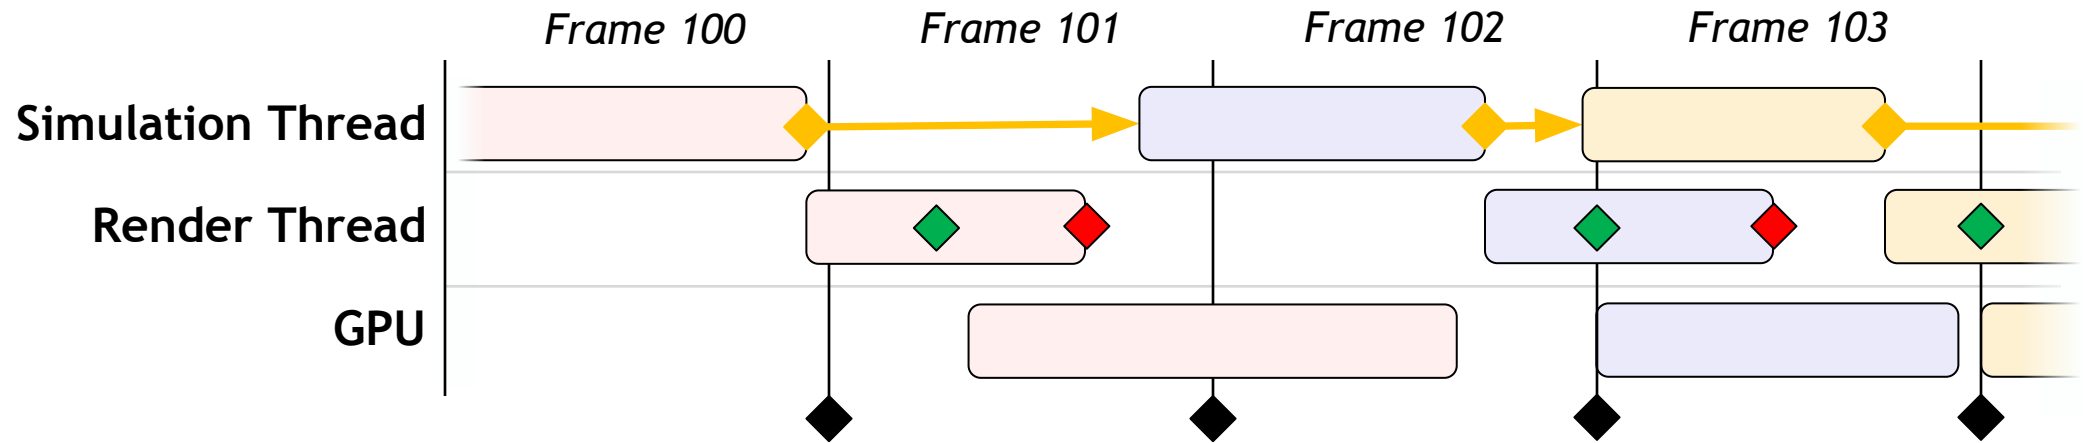 Frame 100
Frame 101
Frame 102
Frame 103
Simulation Thread
Render Thread
GPU